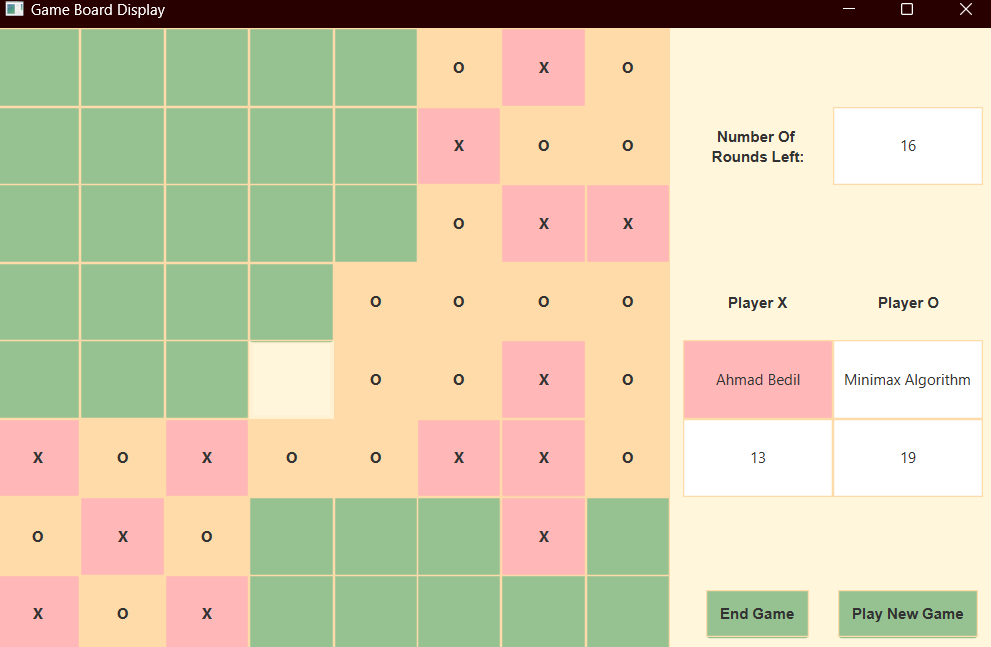 Game Board Display
O X O
X O O
Number Of
Rounds Left:
16
O X X
O O O O
Player X Player O
O O X O
Ahmad Bedil Minimax Algorithm
X O X O O X X O
13 19
O X O X
X O X
End Game Play New Game